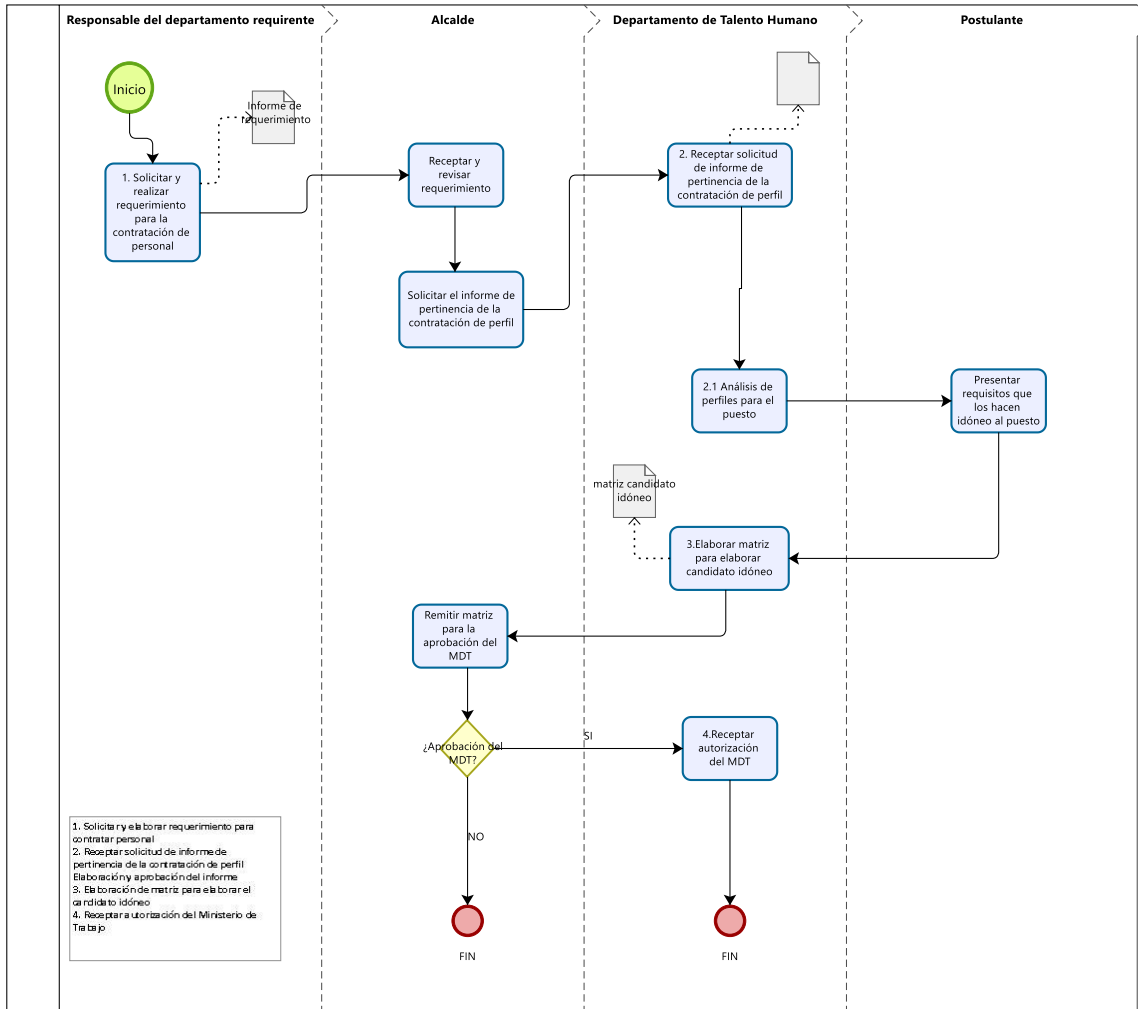 Responsable del departamento requirente
Alcalde
Departamento de Talento Humano
Postulante
Inicio
Informe de
requerimiento
1. Solicitar y
realizar
requerimiento
para la
contratación de
personal
Receptar y
revisar
requerimiento
2. Receptar solicitud
de informe de
pertinencia de la
contratación de perfil
Solicitar el informe de
pertinencia de la
contratación de perfil
2.1 Análisis de
perfiles para el
puesto
Presentar
requisitos que
los hacen
idóneo al puesto
matriz candidato
idóneo
3.Elaborar matriz
para elaborar
candidato idóneo
Remitir matriz
para la
aprobación del
MDT
¿Aprobación del
MDT?
SI
4.Receptar
autorización
del MDT
NO
1. Solicitar y elaborar requerimiento para
contratar personal
2. Receptar solicitud de informe de
pertinencia de la contratación de perfil
Elaboración y aprobación del informe
3. Elaboración de matriz para elaborar el
candidato idóneo
4. Receptar autorización del Ministerio de
Trabajo
FIN
FIN